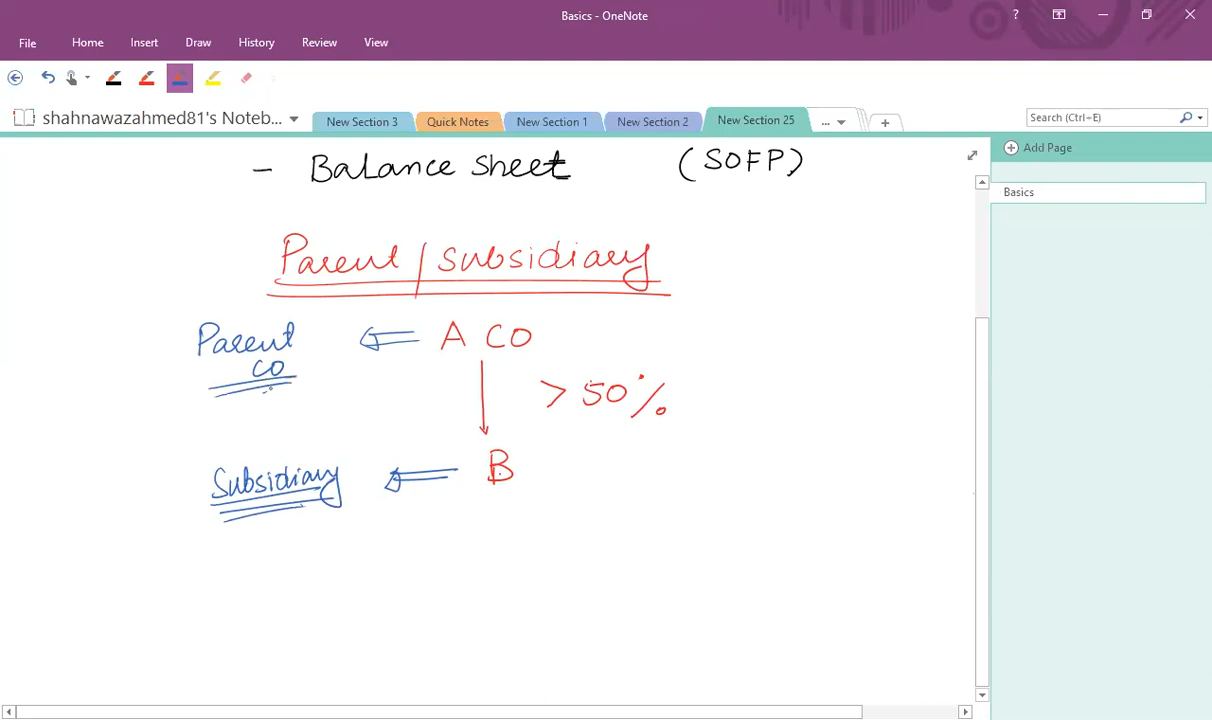 Basics - OneNote
?
File Home Insert Draw History Review View
shahnawazahmed81's Noteb... New Section 3 Quick Notes New Section 1 New Section 2 New Section 25 ... + Search (Ctrl+E)
Add Page
Basics
- Balance Sheet (SOFP)
Parent / subsidiary
Parent A CO
CO
> 50%
Subsidiary B